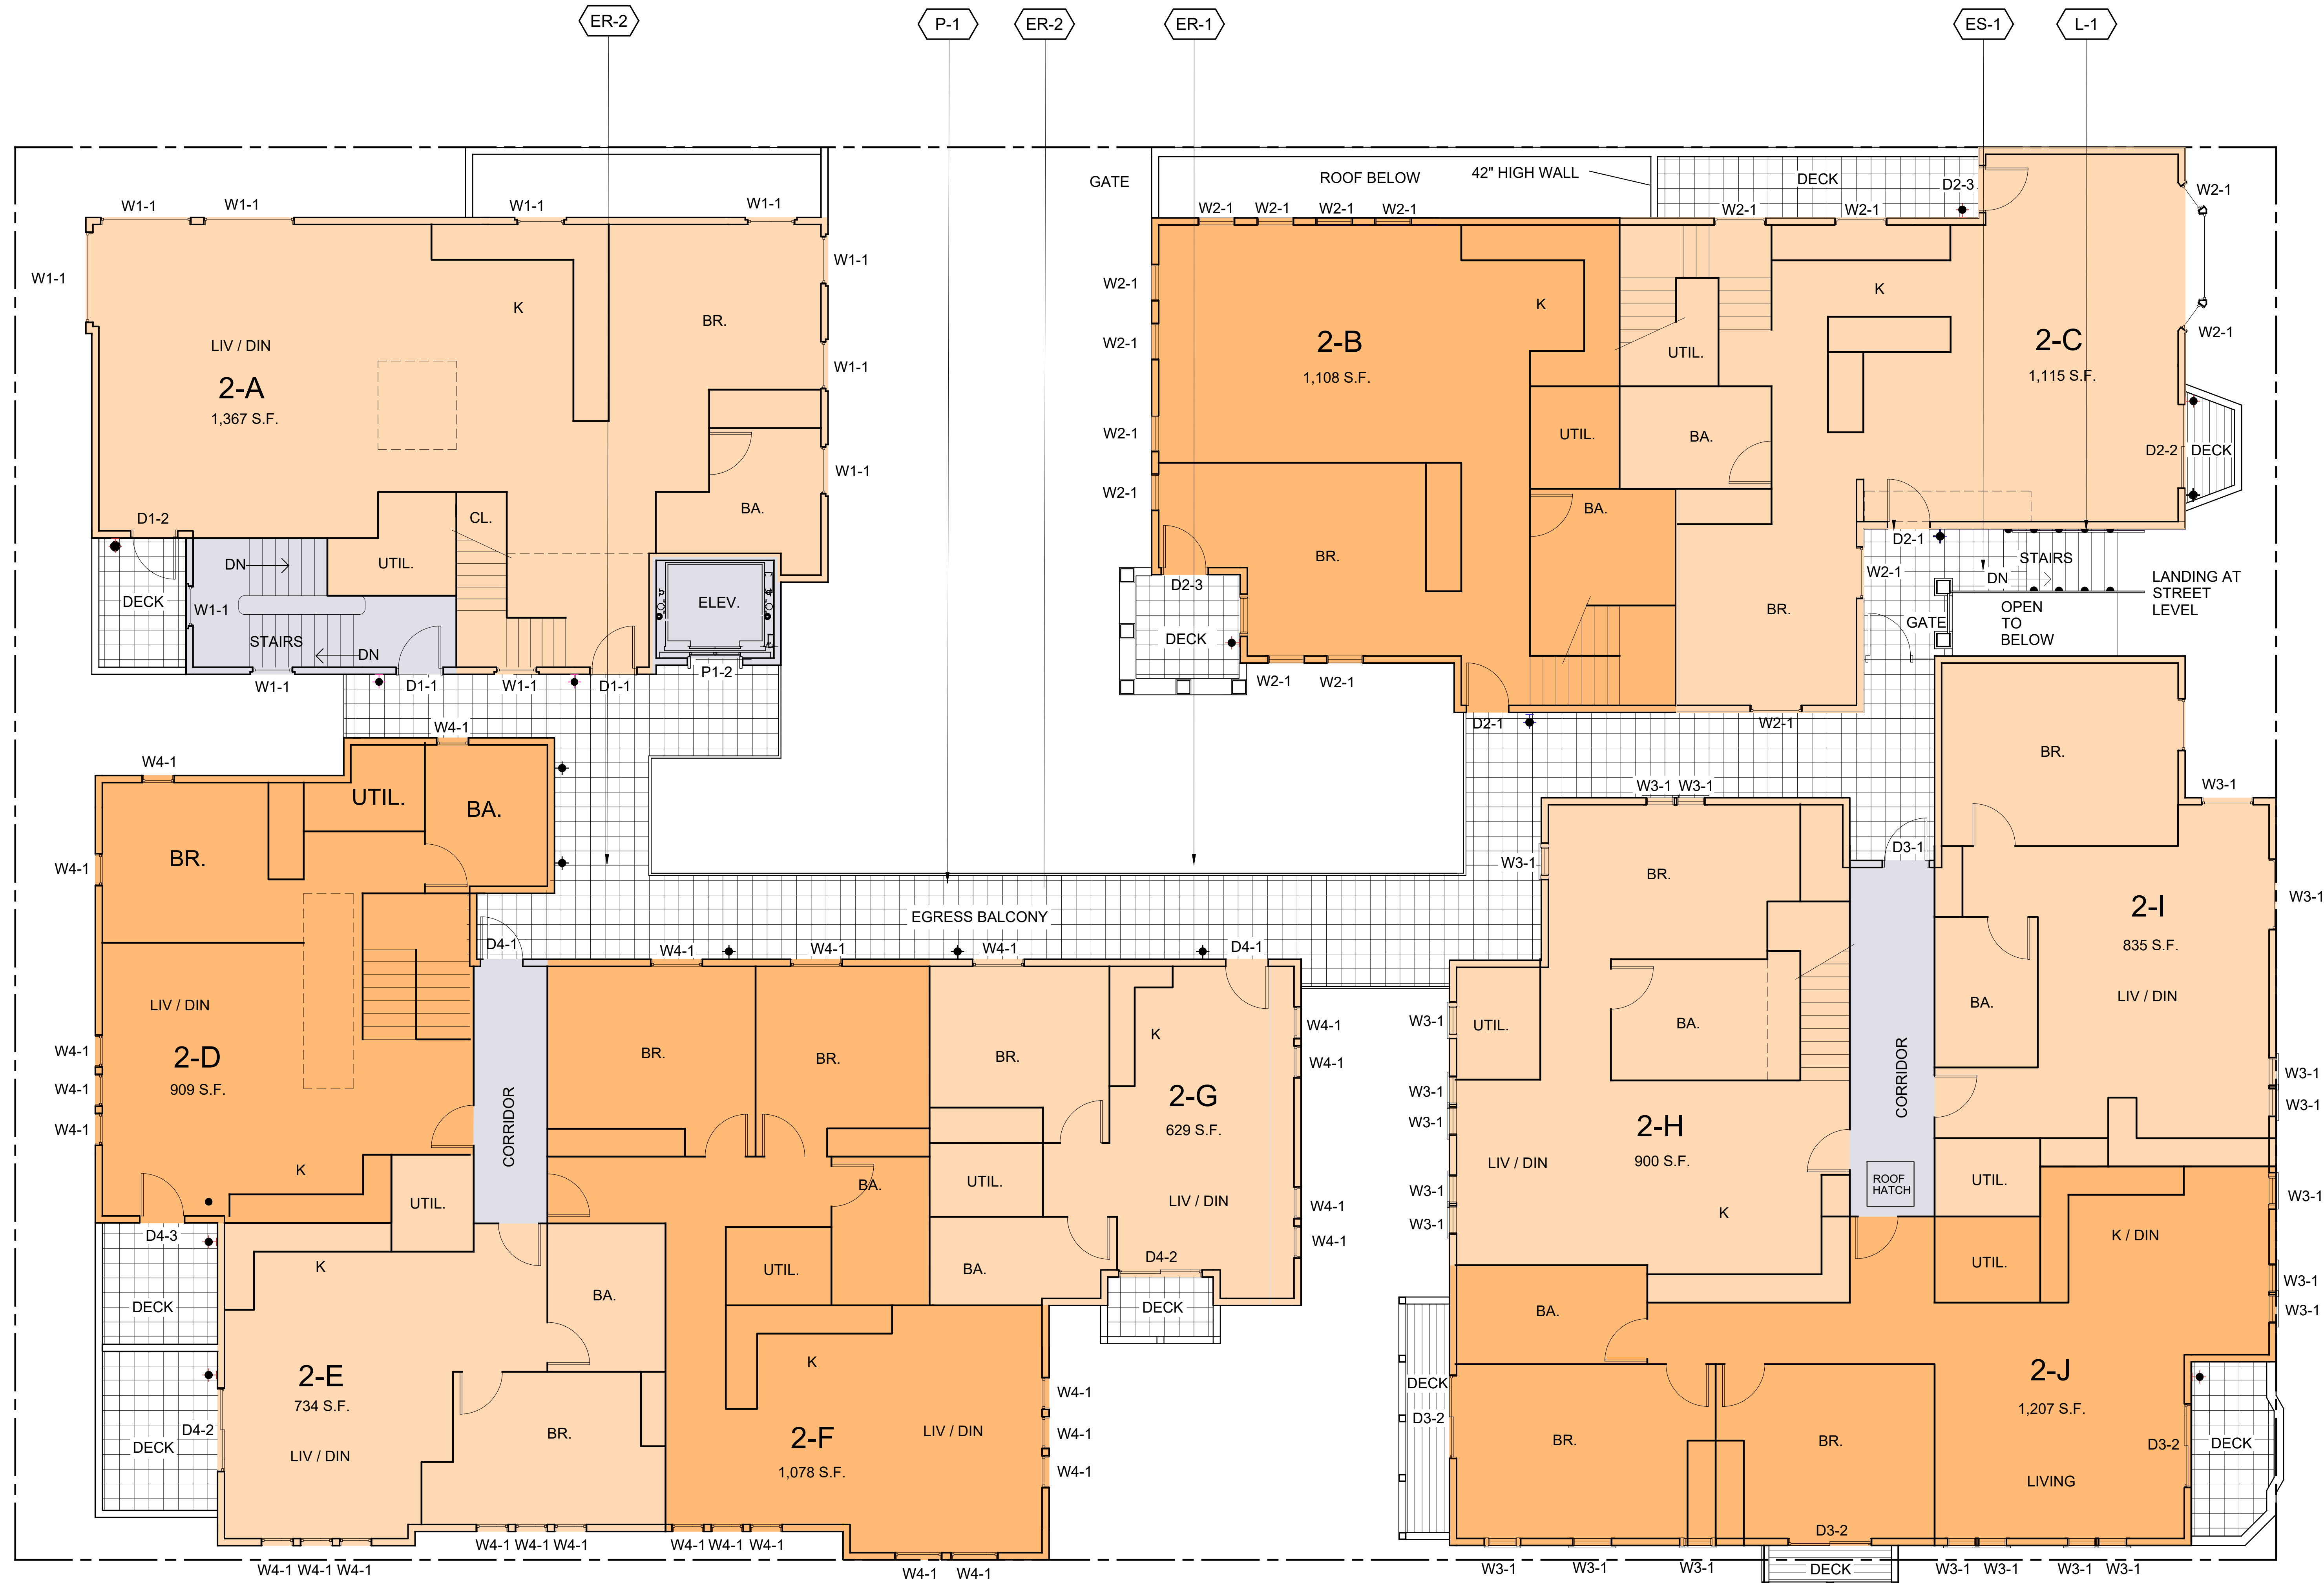 ER-2
P-1
ER-2
ER-1
ES-1
L-1
GATE
ROOF BELOW
42" HIGH WALL
DECK
D2-3
W2-1
W1-1
W1-1
W1-1
W1-1
W2-1
W2-1
W2-1
W2-1
W2-1
W2-1
W1-1
W1-1
W2-1
K
BR.
K
K
LIV / DIN
2-A
1,367 S.F.
W1-1
W2-1
2-B
1,108 S.F.
UTIL.
2-C
1,115 S.F.
W2-1
W1-1
W2-1
UTIL.
BA.
D2-2
DECK
W2-1
D1-2
CL.
BA.
BA.
D2-1
DN
UTIL.
BR.
W2-1
STAIRS
DN
LANDING AT
STREET
LEVEL
DECK
W1-1
ELEV.
D2-3
BR.
OPEN
TO
BELOW
GATE
STAIRS
DN
DECK
P1-2
W1-1
D1-1
W1-1
D1-1
W2-1
W2-1
D2-1
W2-1
W4-1
BR.
W4-1
UTIL.
BA.
W3-1
W3-1
W3-1
BR.
W4-1
W3-1
BR.
D3-1
W3-1
EGRESS BALCONY
2-I
835 S.F.
D4-1
W4-1
W4-1
W4-1
D4-1
LIV / DIN
BA.
LIV / DIN
2-D
909 S.F.
W4-1
W4-1
W4-1
BR.
BR.
BR.
K
W4-1
W4-1
W3-1
UTIL.
BA.
CORRIDOR
CORRIDOR
2-G
629 S.F.
W3-1
W3-1
W3-1
W3-1
2-H
900 S.F.
LIV / DIN
K
UTIL.
BA.
UTIL.
LIV / DIN
W4-1
W4-1
W3-1
W3-1
K
ROOF
HATCH
UTIL.
W3-1
D4-3
K
UTIL.
BA.
D4-2
UTIL.
K / DIN
W3-1
W3-1
DECK
BA.
DECK
BA.
2-E
734 S.F.
K
2-J
1,207 S.F.
DECK
D3-2
D4-2
DECK
LIV / DIN
BR.
2-F
1,078 S.F.
LIV / DIN
W4-1
W4-1
W4-1
BR.
BR.
LIVING
D3-2
DECK
W4-1
W4-1
W4-1
W4-1
W4-1
W4-1
W4-1
W4-1
W4-1
W4-1
W4-1
D3-2
DECK
W3-1
W3-1
W3-1
W3-1
W3-1
W3-1
W3-1